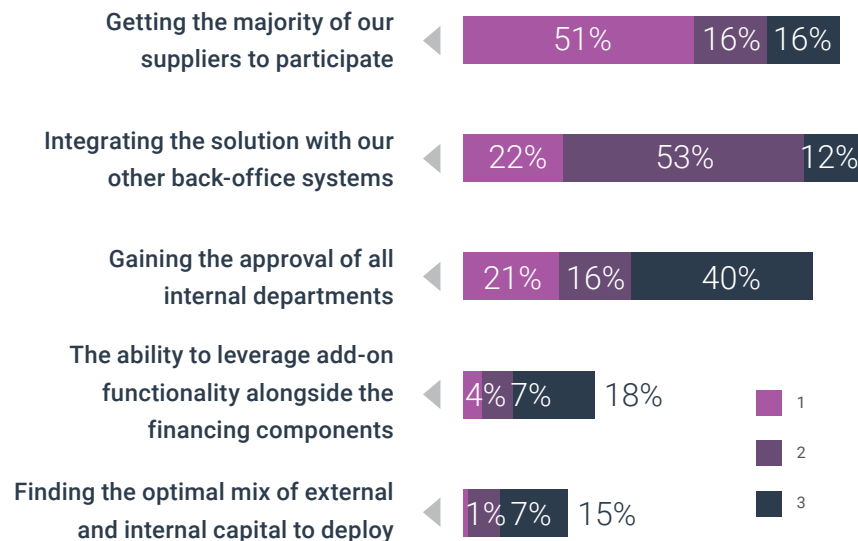 Getting the majority of our
suppliers to participate
51% 16% 16%
Integrating the solution with our
other back-office systems
22% 53% 12%
Gaining the approval of all
internal departments
21% 16% 40%
The ability to leverage add-on
functionality alongside the
financing components
4% 7% 18%
1
2
3
Finding the optimal mix of external
and internal capital to deploy
1% 7% 15%